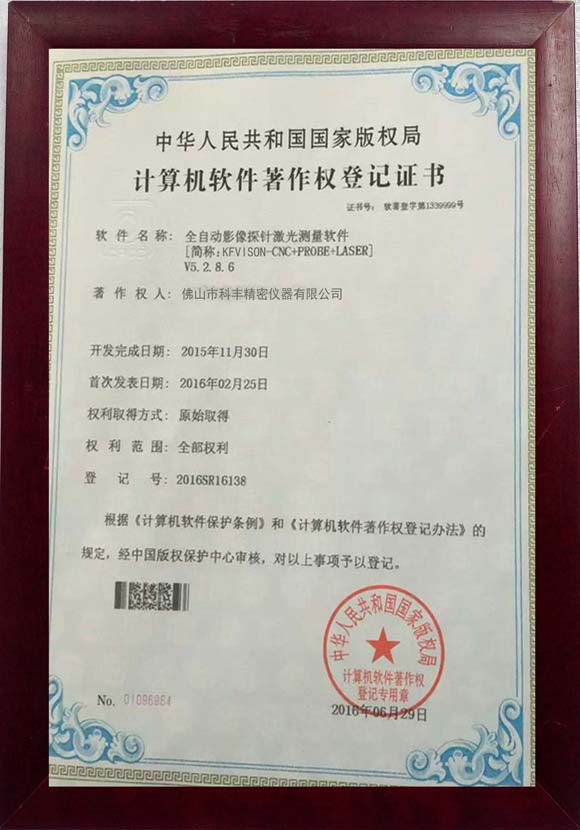 中华人民共和国国家版权局
计算机软件著作权登记证书
证书号： 软著登字第1339999号
软件名称： 全自动影像探针激光测量软件
[简称：KFVISON-CNC+PROBE+LASER]
V5.2.8.6
著作权人： 佛山市科丰精密仪器有限公司
开发完成日期： 2015年11月30日
首次发表日期： 2016年02月25日
权利取得方式： 原始取得
权利范围： 全部权利
登记号： 2016SR16138
根据《计算机软件保护条例》和《计算机软件著作权登记办法》的
规定，经中国版权保护中心审核，对以上事项予以登记。
中华人民共和国国家版权局
计算机软件著作权
登记专用章
No. 01096964
2016年06月29日